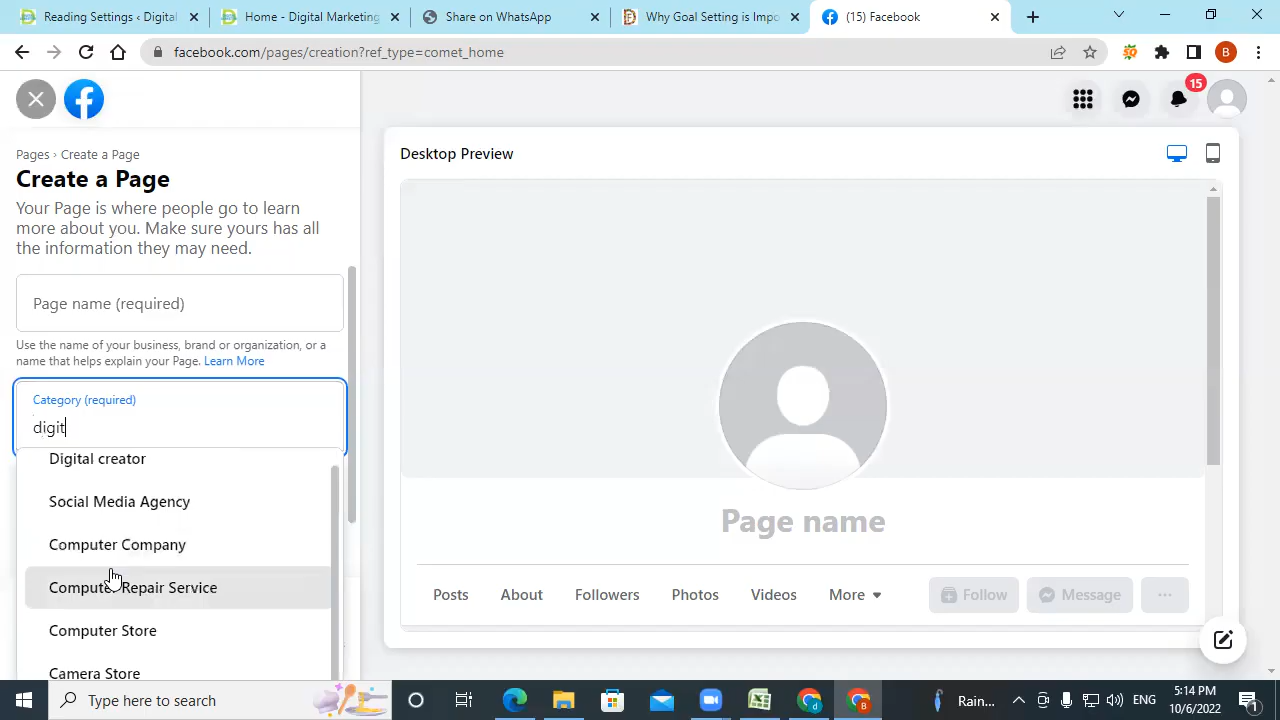 Reading Settings ‹ Digital
Home - Digital Marketing
Share on WhatsApp
Why Goal Setting is Impo
(15) Facebook
facebook.com/pages/creation?ref_type=comet_home
B
15
Pages › Create a Page
Create a Page
Your Page is where people go to learn
more about you. Make sure yours has all
the information they may need.
Page name (required)
Use the name of your business, brand or organization, or a
name that helps explain your Page. Learn More
Category (required)
digit
Digital creator
Social Media Agency
Computer Company
Computer Repair Service
Computer Store
Camera Store
Desktop Preview
Page name
Posts
About
Followers
Photos
Videos
More
Follow
Message
Type here to search
Rain...
ENG
5:14 PM
10/6/2022
1